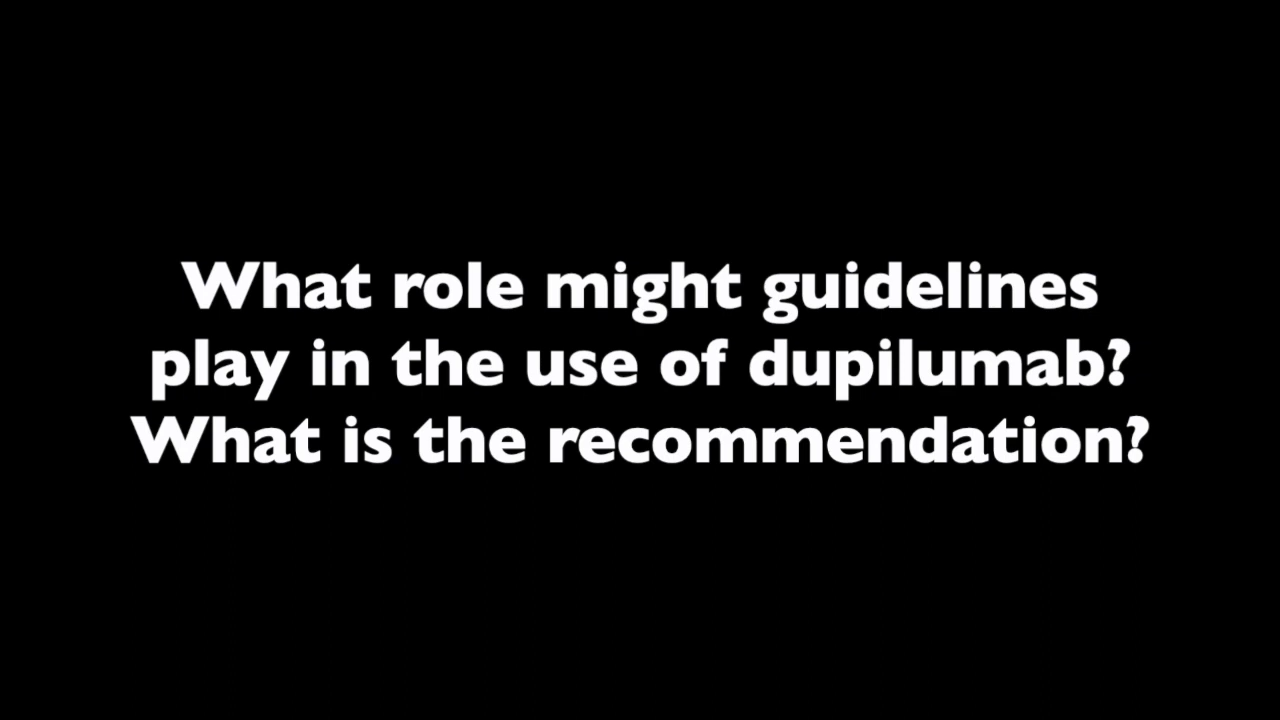 What role might guidelines
play in the use of dupilumab?
What is the recommendation?